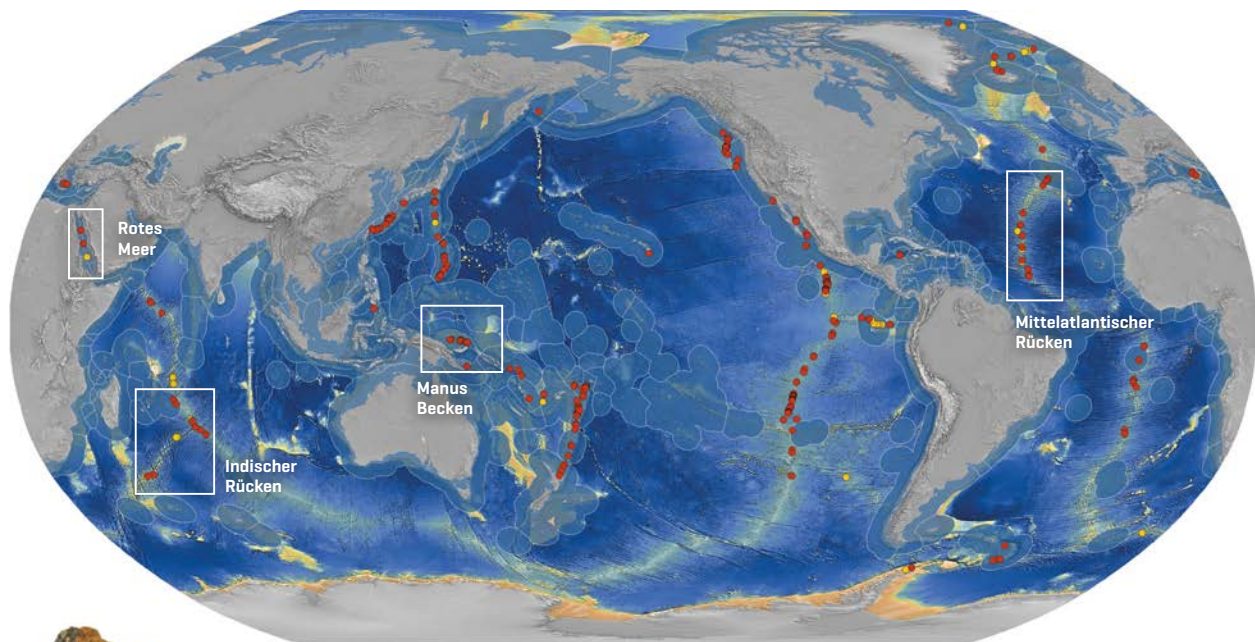 Rotes
Meer
Mittelatlantischer
Rücken
Manus
Becken
Indischer
Rücken